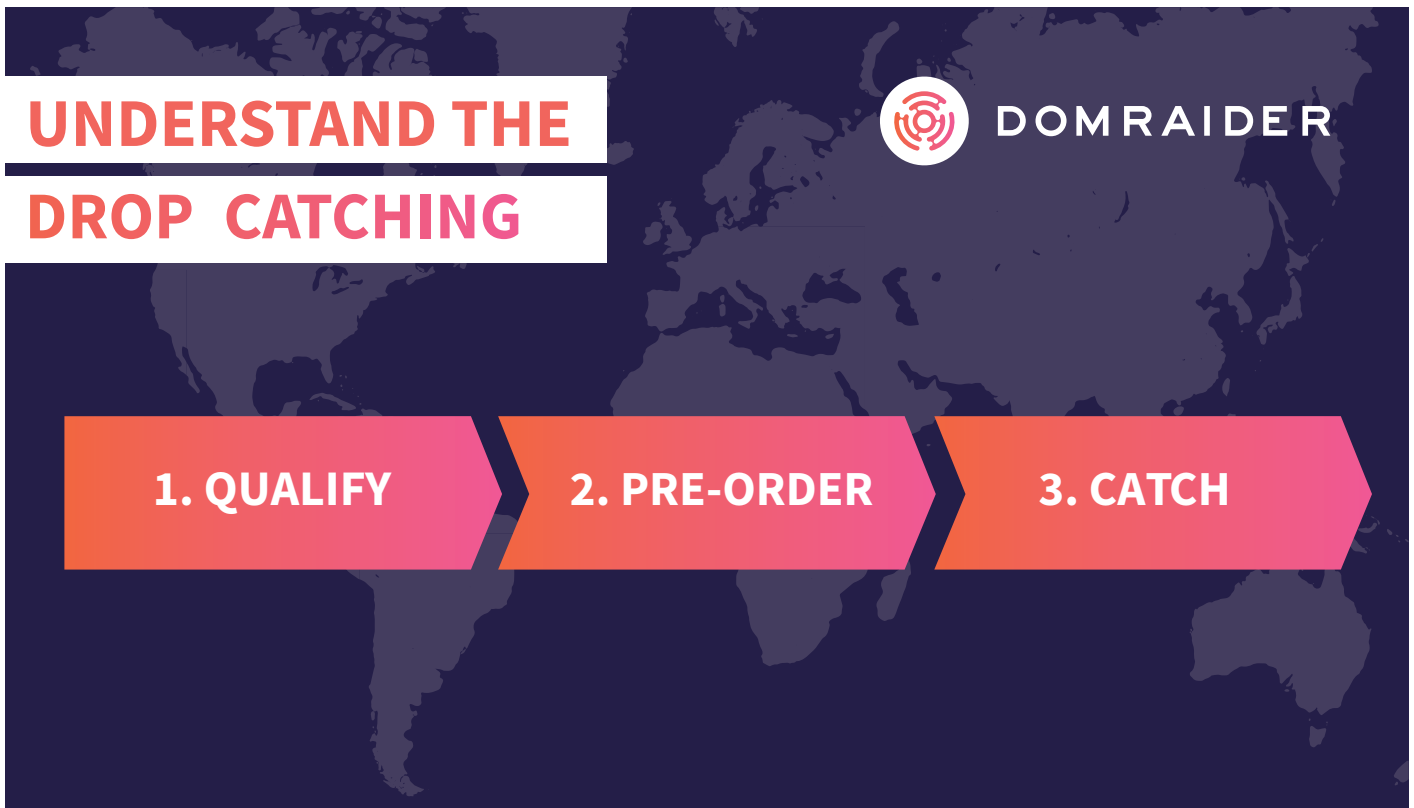 UNDERSTAND THE
DROP CATCHING
DOMRAIDER
1. QUALIFY
2. PRE-ORDER
3. CATCH